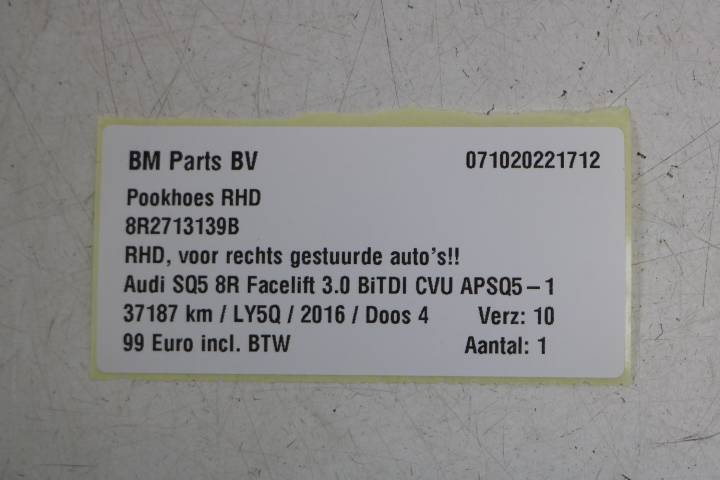 BM Parts BV 071020221712
Pookhoes RHD
8R2713139B
RHD, voor rechts gestuurde auto's!!
Audi SQ5 8R Facelift 3.0 BiTDI CVU APSQ5-1
37187 km / LY5Q / 2016 / Doos 4 Verz: 10
99 Euro incl. BTW Aantal: 1